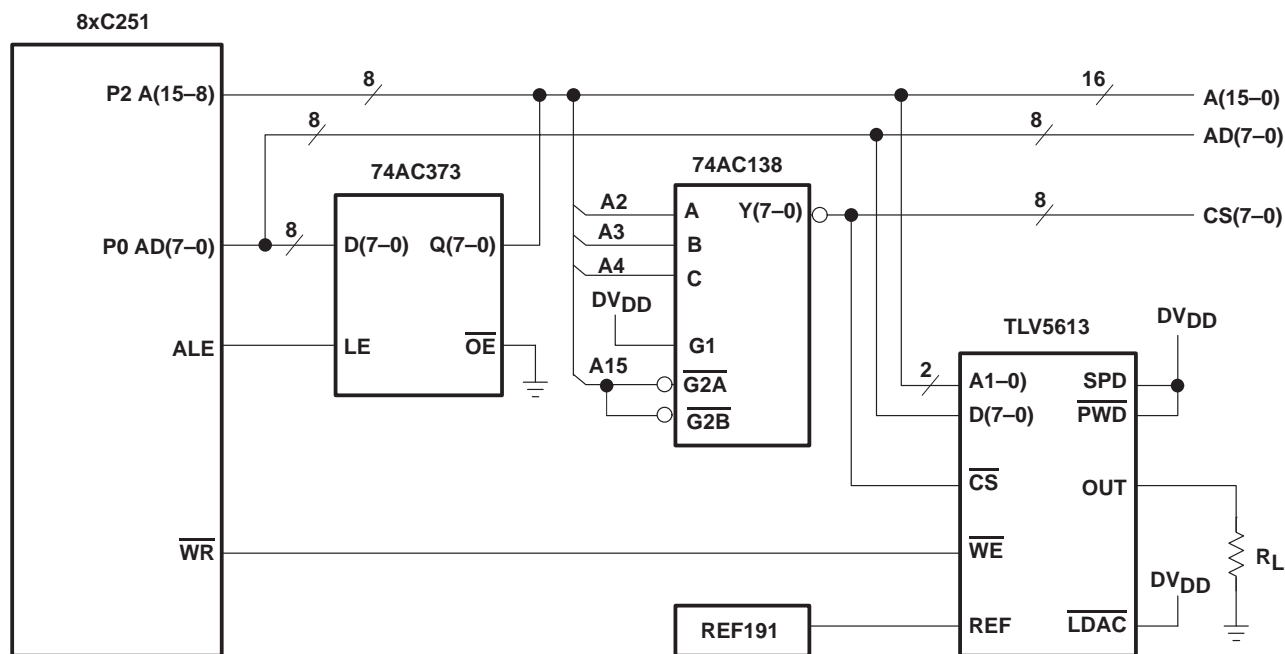 8xC251
P2 A(15–8)
8
16
A(15–0)
8
8
AD(7–0)
74AC373
74AC138
P0 AD(7–0)
8
D(7–0)
Q(7–0)
A2
A
Y(7–0)
8
CS(7–0)
A3
B
A4
C
DVDD
ALE
LE
OE
G1
TLV5613
DVDD
A15
G2A
G2B
2
A1–0)
SPD
D(7–0)
PWD
CS
OUT
WR
WE
RL
DVDD
REF191
REF
LDAC